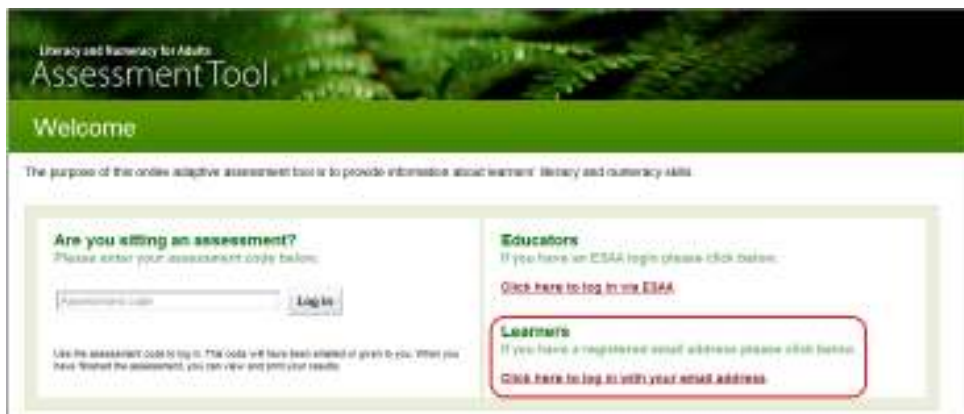 Literacy and Numeracy for Adults
Assessment Tool
Welcome
The purpose of this online adaptive assessment tool is to provide information about learners' literacy and numeracy skills.
Are you sitting an assessment?
Please enter your assessment code below.
Assessment code
Log in
Use the assessment code to log in. This code will have been emailed or given to you. When you
have finished the assessment, you can view and print your results.
Educators
If you have an ESAA login please click below.
Click here to log in via ESAA
Learners
If you have a registered email address please click below.
Click here to log in with your email address